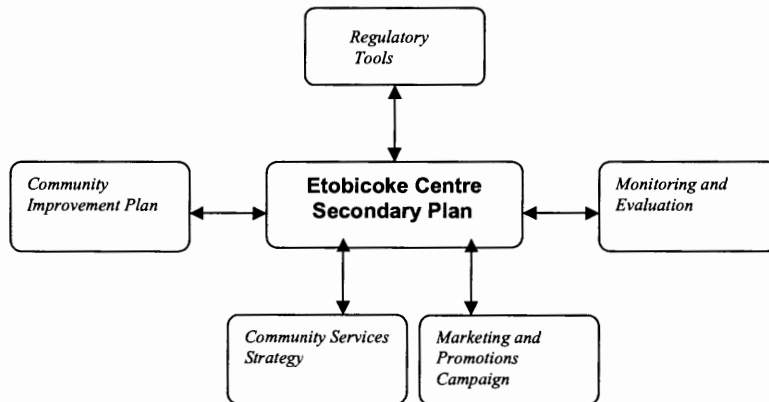 Regulatory
Tools
Community
Improvement Plan
Etobicoke Centre
Secondary Plan
Monitoring and
Evaluation
Community Services
Strategy
Marketing and
Promotions
Campaign